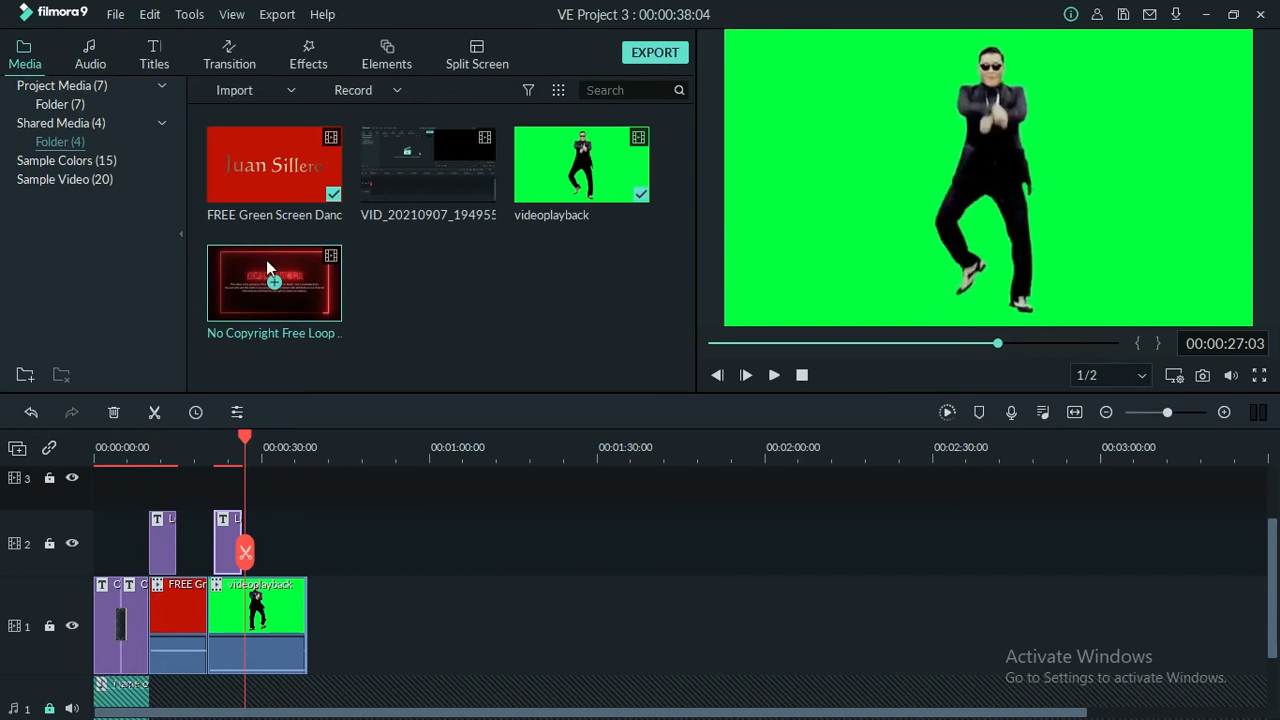 filmora9 File Edit Tools View Export Help VE Project 3 : 00:00:38:04
Media Audio Titles Transition Effects Elements Split Screen EXPORT
Project Media (7)
Folder (7)
Shared Media (4)
Folder (4)
Sample Colors (15)
Sample Video (20)
Import Record Search
Juan Sillero
FREE Green Screen Danc
VID_20210907_194955
videoplayback
No Copyright Free Loop ..
00:00:27:03
1/2
00:00:00:00 00:00:30:00 00:01:00:00 00:01:30:00 00:02:00:00 00:02:30:00 00:03:00:00
3
T L T L
2
T C T C FREE Gr videoplayback
1
1
Activate Windows
Go to Settings to activate Windows.